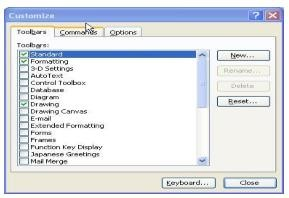 Customize
Toolbars Commands Options
Toolbars:
Standard
Formatting
3-D Settings
AutoText
Control Toolbox
Database
Diagram
Drawing
Drawing Canvas
E-mail
Extended Formatting
Forms
Frames
Function Key Display
Japanese Greetings
Mail Merge
New...
Rename...
Delete
Reset...
Keyboard... Close